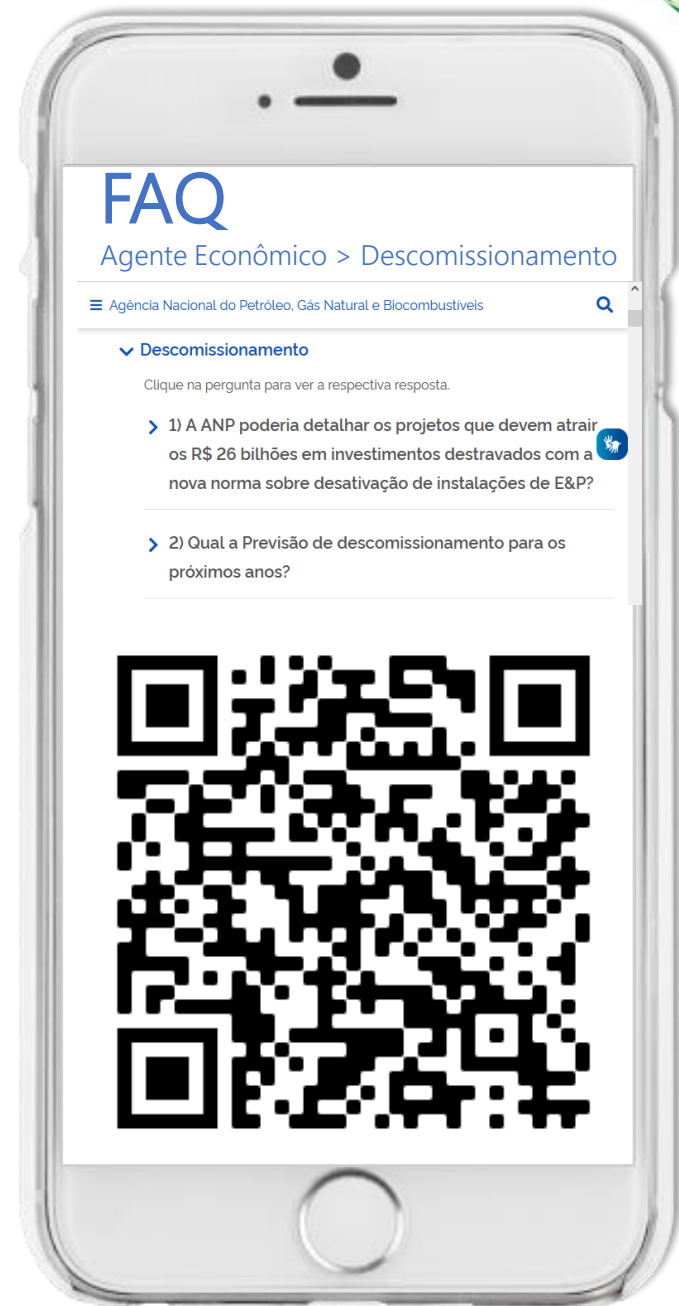 FAQ
Agente Econômico > Descomissionamento
Agência Nacional do Petróleo, Gás Natural e Biocombustíveis
Descomissionamento
Clique na pergunta para ver a respectiva resposta.
1) A ANP poderia detalhar os projetos que devem atrair
os R$ 26 bilhões em investimentos destravados com a
nova norma sobre desativação de instalações de E&P?
2) Qual a Previsão de descomissionamento para os
próximos anos?